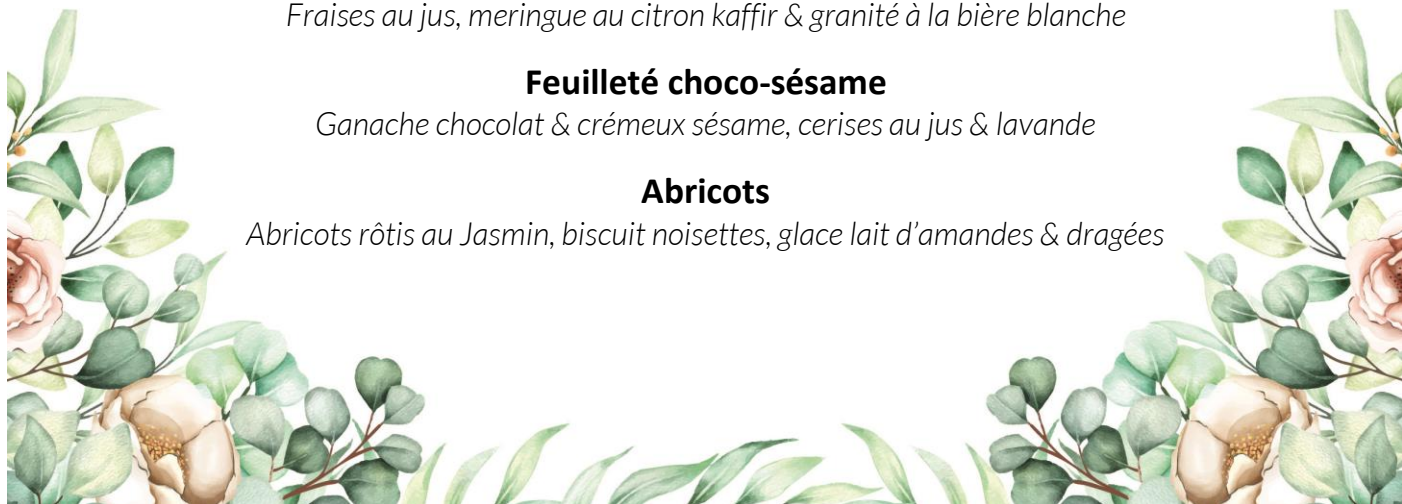 Fraises au jus, meringue au citron kaffir & granité à la bière blanche
Feuilleté choco-sésame
Ganache chocolat & crémeux sésame, cerises au jus & lavande
Abricots
Abricots rôtis au Jasmin, biscuit noisettes, glace lait d’amandes & dragées